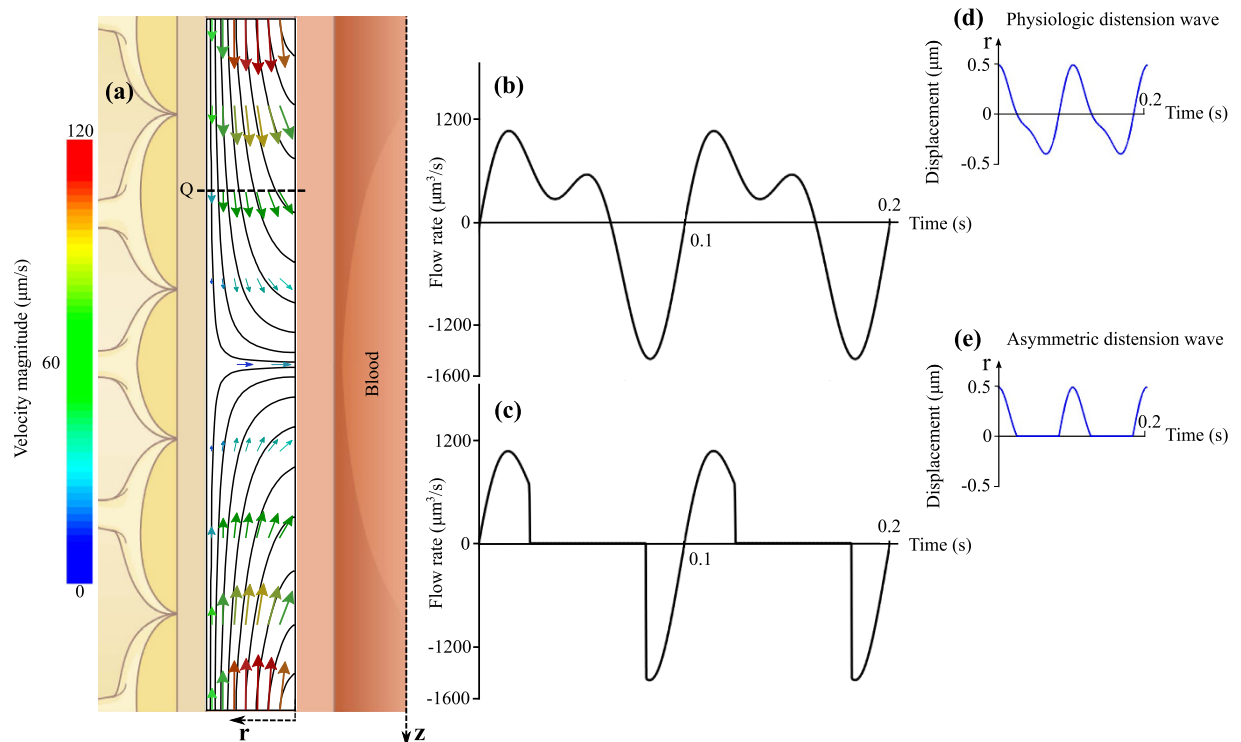 (a)
120
60
0
Velocity magnitude (μm/s)
Q
Blood
r
z
(b)
Flow rate (μm³/s)
1200
0
-1200
-1600
0.1
0.2
Time (s)
(c)
Flow rate (μm³/s)
1200
0
-1200
-1600
0.1
0.2
Time (s)
(d) Physiologic distension wave
r
Displacement (μm)
0.5
0
-0.5
0.2
Time (s)
(e) Asymmetric distension wave
r
Displacement (μm)
0.5
0
-0.5
0.2
Time (s)